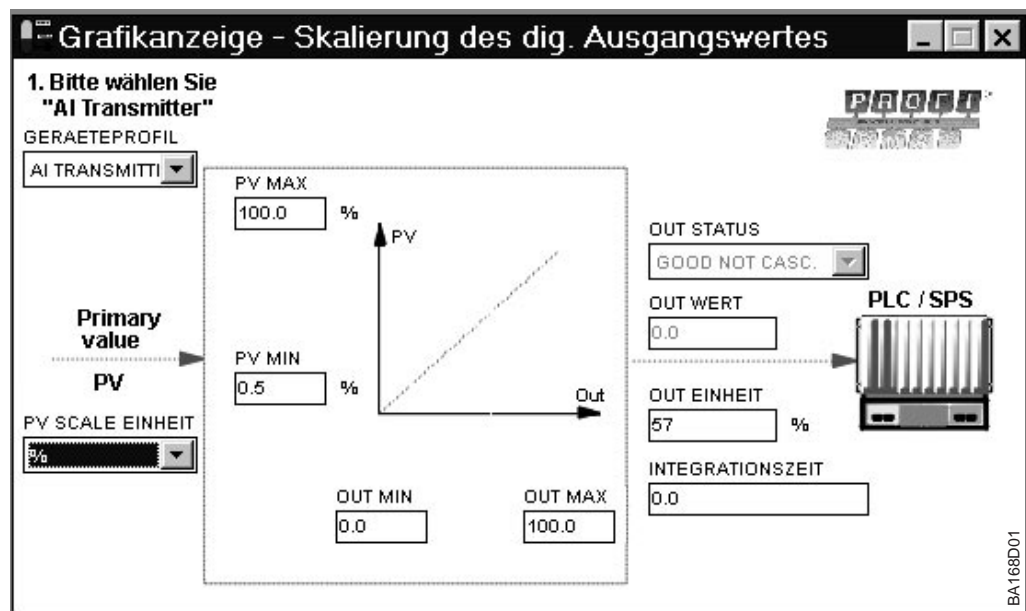 Grafikanzeige - Skalierung des dig. Ausgangswertes
1. Bitte wählen Sie
"AI Transmitter"
GERAETEPROFIL
AI TRANSMITTI
PROFI
PV MAX
100.0 %
PV
OUT STATUS
GOOD NOT CASC.
OUT WERT
0.0
PLC / SPS
Primary
value
PV
PV MIN
0.5 %
Out
OUT EINHEIT
57 %
PV SCALE EINHEIT
%
INTEGRATIONSZEIT
0.0
OUT MIN
0.0
OUT MAX
100.0
BA168D01